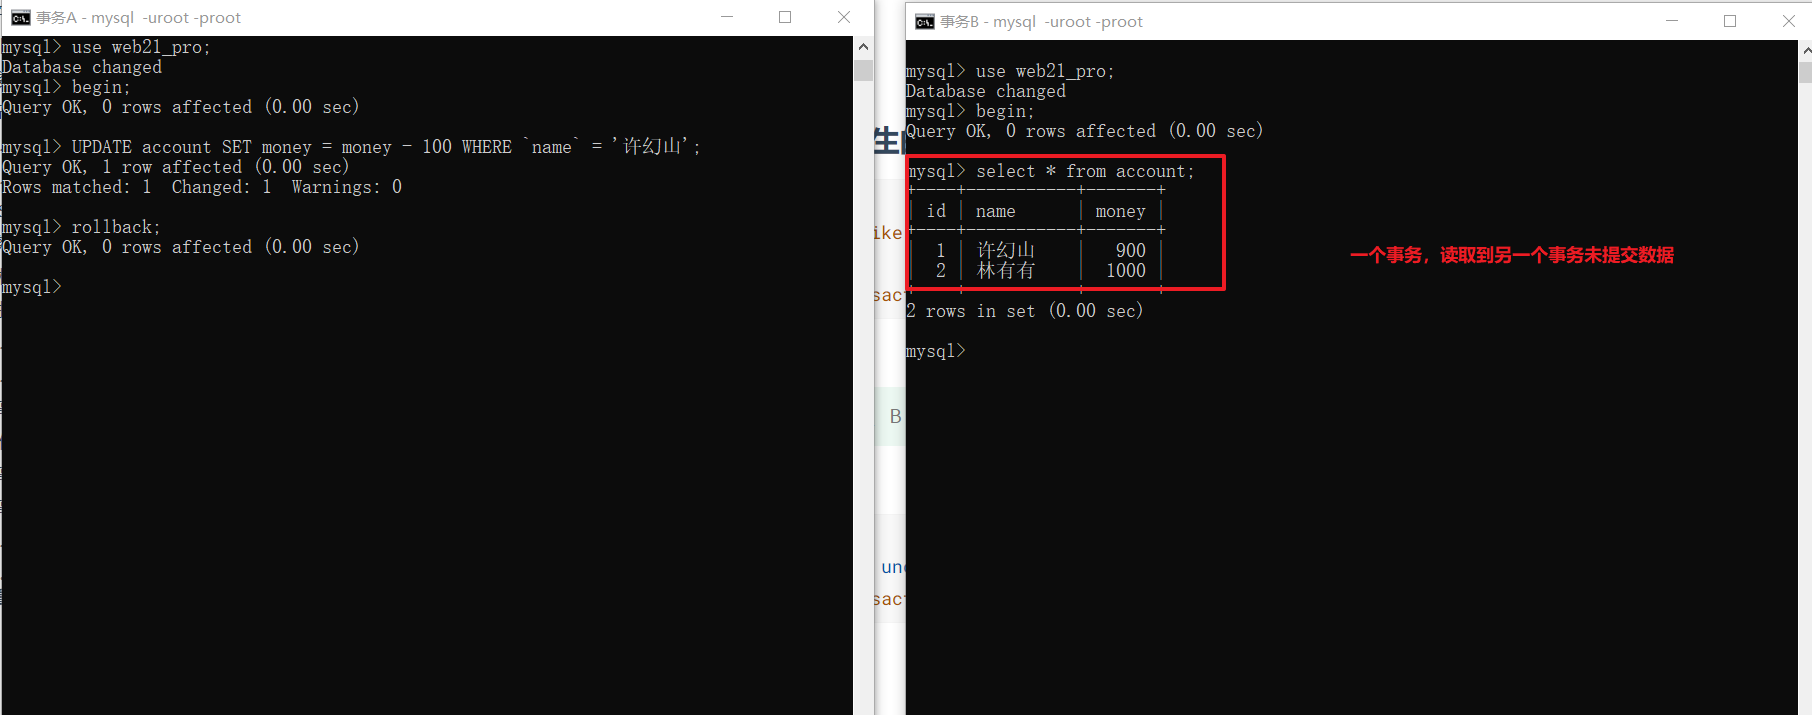 事务A - mysql  -uroot -proot
mysql> use web21_pro;
Database changed
mysql> begin;
Query OK, 0 rows affected (0.00 sec)
mysql> UPDATE account SET money = money - 100 WHERE `name` = '许幻山';
Query OK, 1 row affected (0.00 sec)
Rows matched: 1  Changed: 1  Warnings: 0
mysql> rollback;
Query OK, 0 rows affected (0.00 sec)
mysql>
生
ike
sact
B
unc
sact
事务B - mysql  -uroot -proot
mysql> use web21_pro;
Database changed
mysql> begin;
Query OK, 0 rows affected (0.00 sec)
mysql> select * from account;
+----+-----------+-------+
| id | name      | money |
+----+-----------+-------+
|  1 | 许幻山    |   900 |
|  2 | 林有有    |  1000 |
+----+-----------+-------+
2 rows in set (0.00 sec)
mysql>
一个事务，读取到另一个事务未提交数据